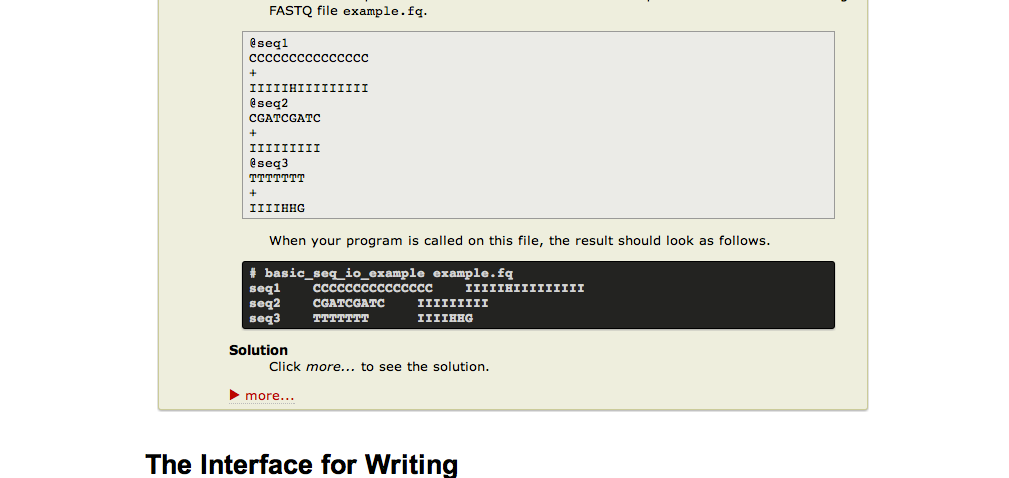 FASTQ file example.fq.
@seq1
CCCCCCCCCCCCCCC
+
IIIIIHIIIIIIIII
@seq2
CGATCGATC
+
IIIIIIIII
@seq3
TTTTTTT
+
IIIIHHG
When your program is called on this file, the result should look as follows.
# basic_seq_io_example example.fq
seq1 CCCCCCCCCCCCCCC IIIIIHIIIIIIIII
seq2 CGATCGATC IIIIIIIII
seq3 TTTTTTT IIIIHHG
Solution
Click more... to see the solution.
more...
The Interface for Writing